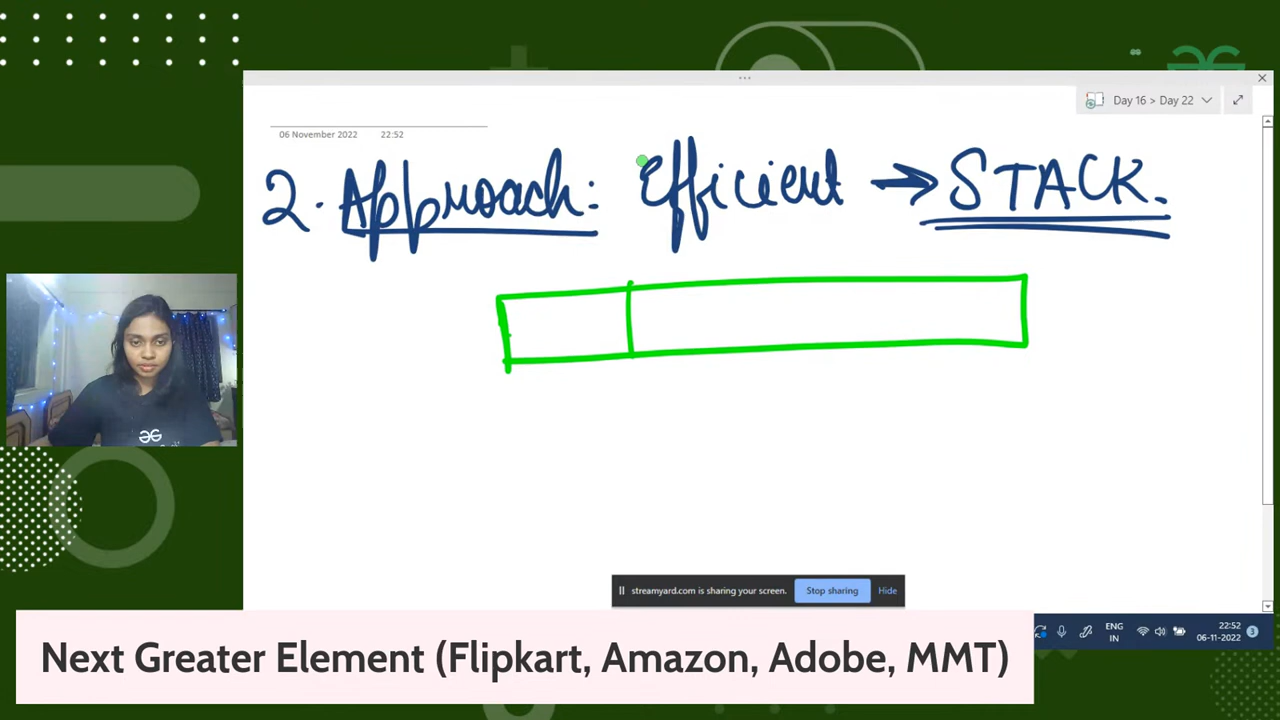 Day 16 > Day 22
06 November 2022 22:52
2. Approach: Efficient → STACK.
streamyard.com is sharing your screen. Stop sharing Hide
ENG
IN
22:52
06-11-2022
3
Next Greater Element (Flipkart, Amazon, Adobe, MMT)